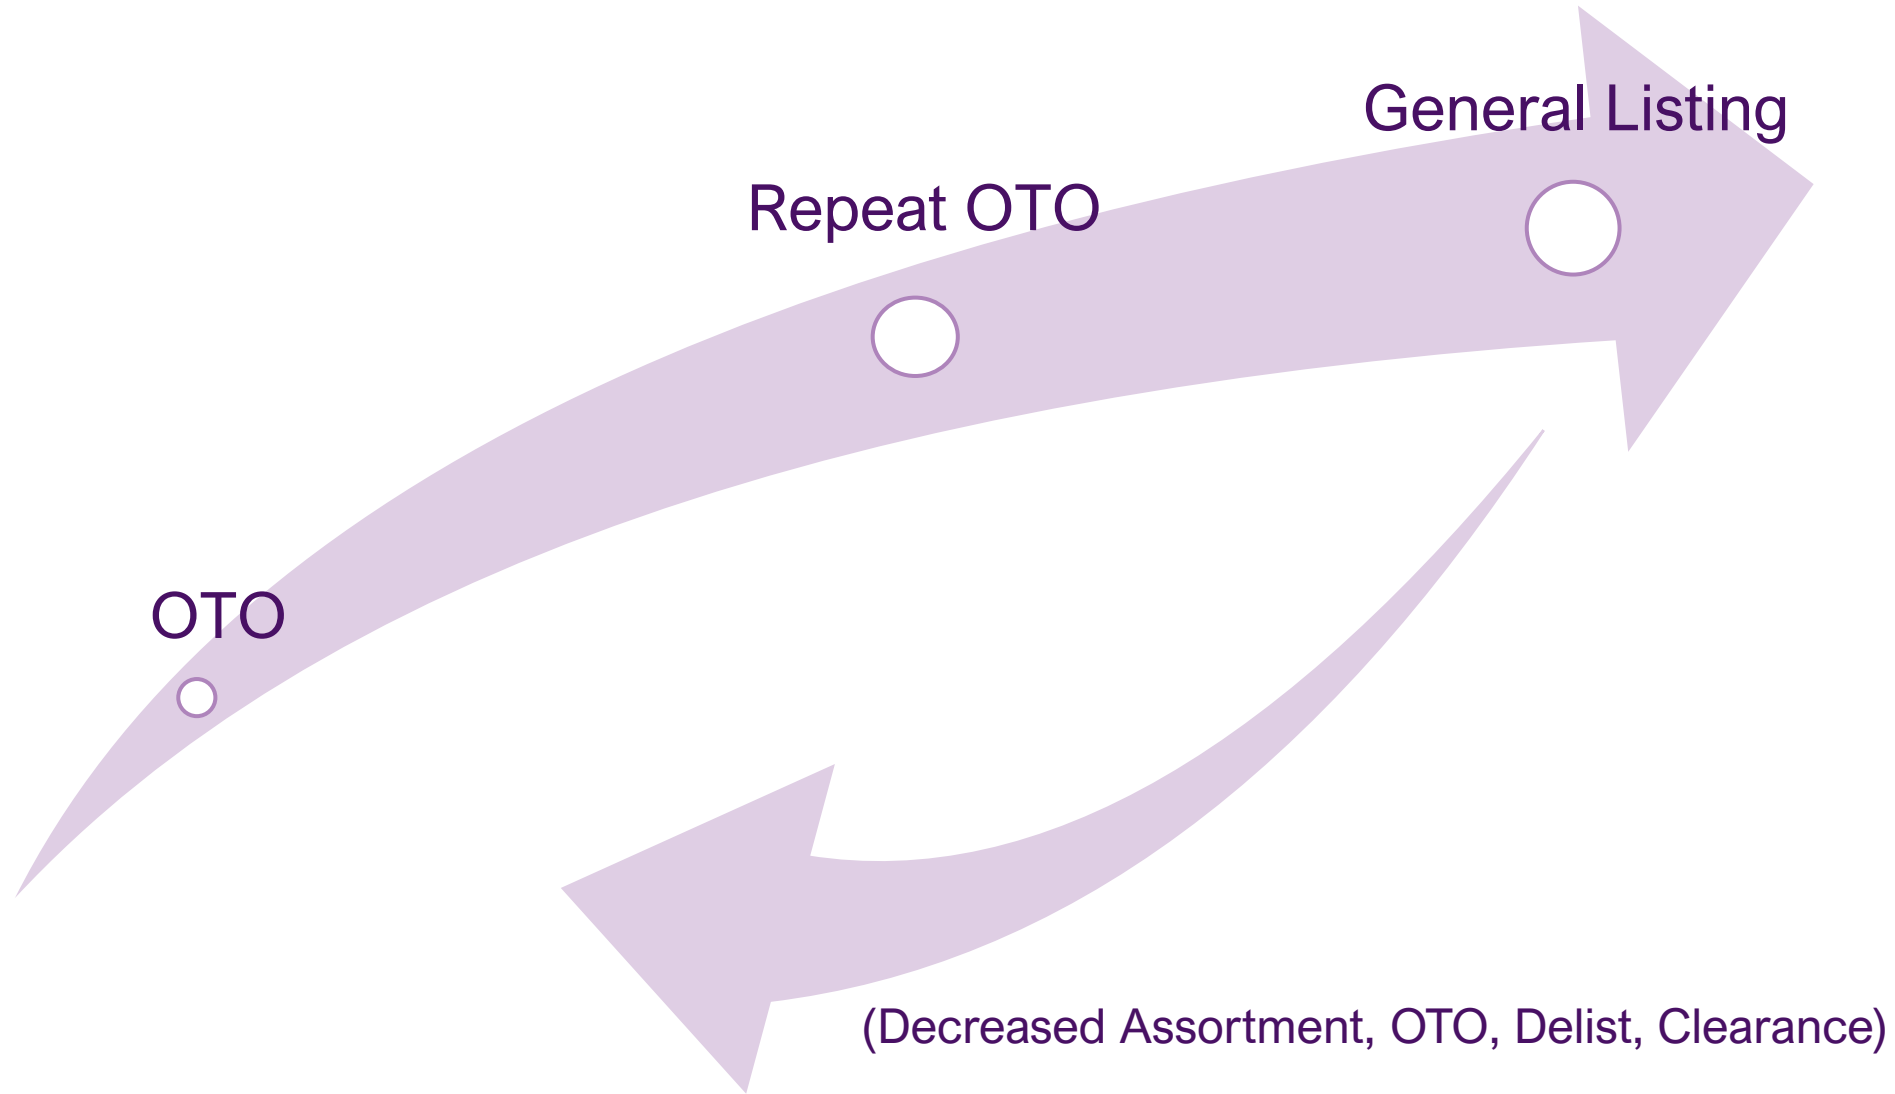 General Listing
Repeat OTO
OTO
(Decreased Assortment, OTO, Delist, Clearance)